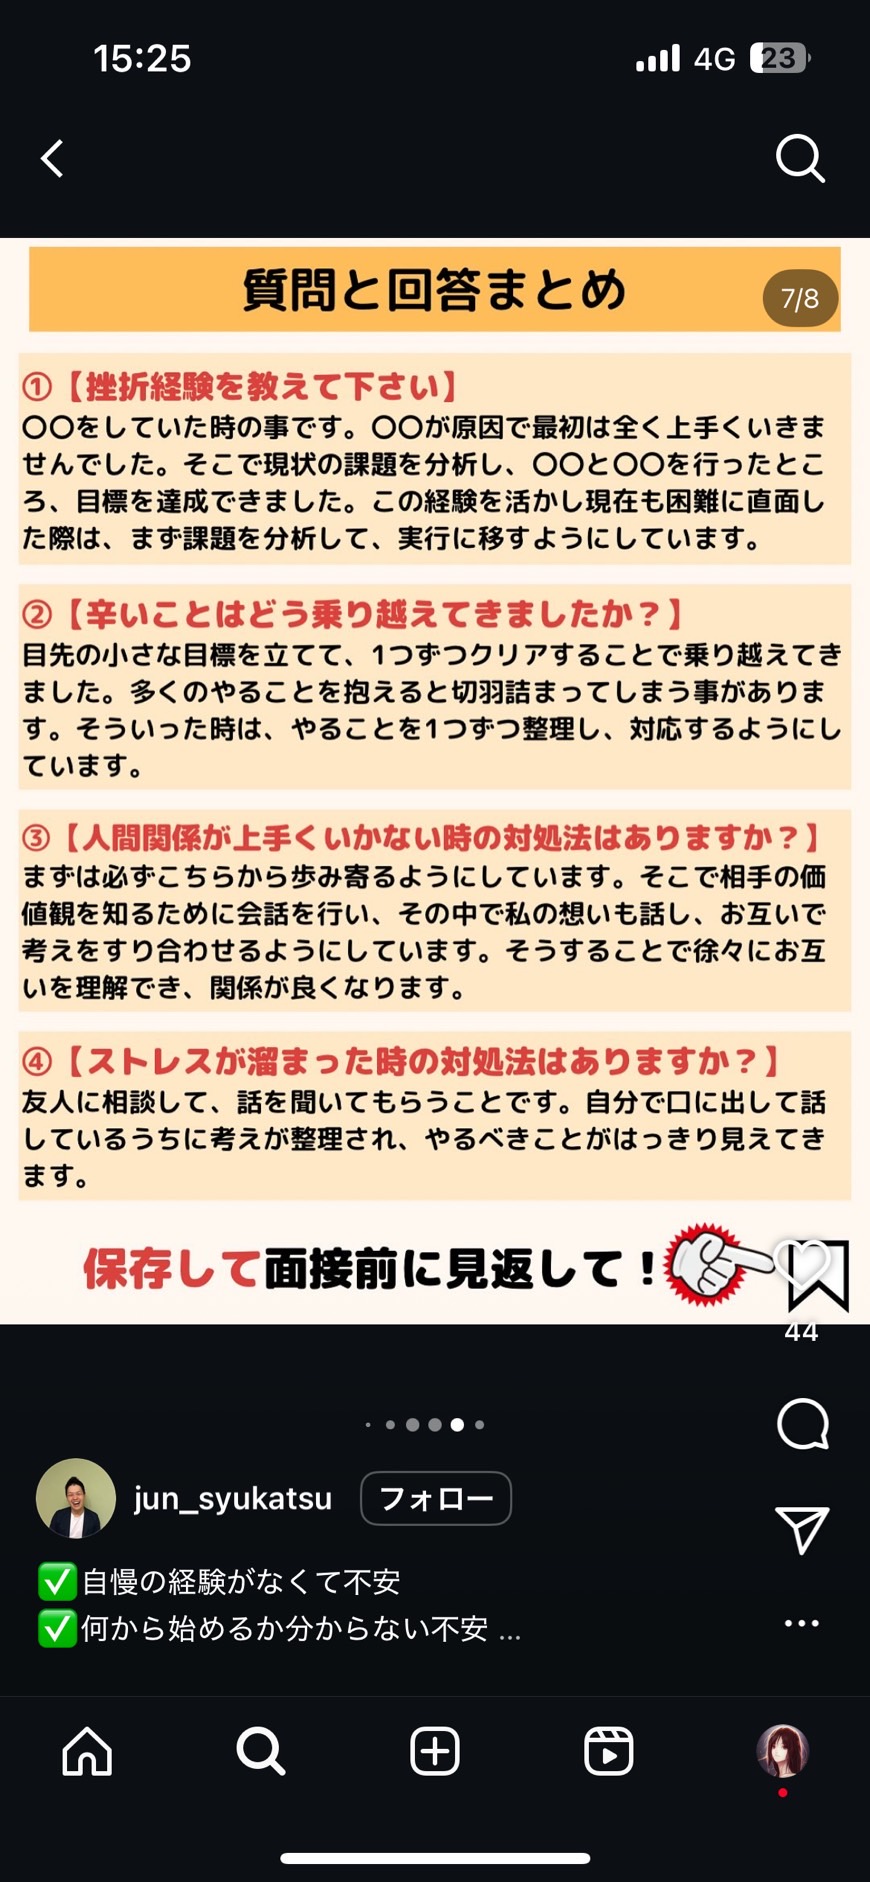 15:25
4G 23
質問と回答まとめ
7/8
①【挫折経験を教えて下さい】
〇〇をしていた時の事です。〇〇が原因で最初は全く上手くいきま
せんでした。そこで現状の課題を分析し、〇〇と〇〇を行ったとこ
ろ、目標を達成できました。この経験を活かし現在も困難に直面し
た際は、まず課題を分析して、実行に移すようにしています。
②【辛いことはどう乗り越えてきましたか？】
目先の小さな目標を立てて、1つずつクリアすることで乗り越えてき
ました。多くのやることを抱えると切羽詰まってしまう事がありま
す。そういった時は、やることを1つずつ整理し、対応するようにし
ています。
③【人間関係が上手くいかない時の対処法はありますか？】
まずは必ずこちらから歩み寄るようにしています。そこで相手の価
値観を知るために会話を行い、その中で私の想いも話し、お互いで
考えをすり合わせるようにしています。そうすることで徐々にお互
いを理解でき、関係が良くなります。
④【ストレスが溜まった時の対処法はありますか？】
友人に相談して、話を聞いてもらうことです。自分で口に出して話
しているうちに考えが整理され、やるべきことがはっきり見えてき
ます。
保存して面接前に見返して！
44
jun_syukatsu フォロー
✅自慢の経験がなくて不安
✅何から始めるか分からない不安 ...